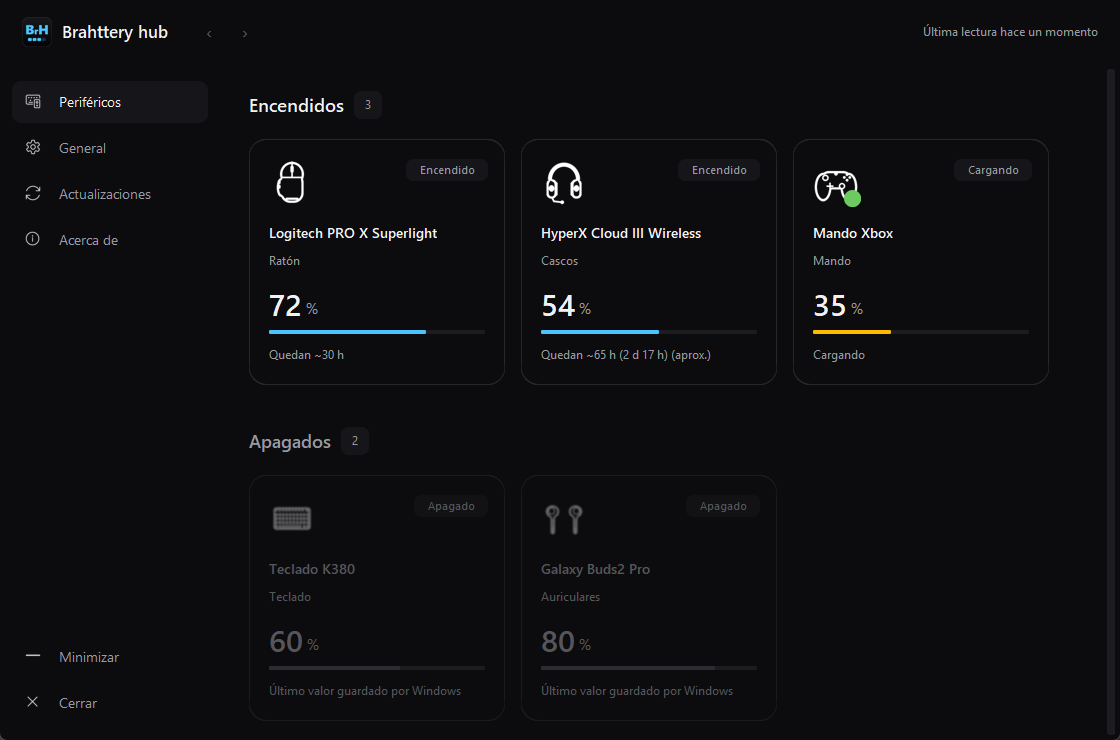 BrH
Brahttery hub
Última lectura hace un momento
Periféricos
General
Actualizaciones
Acerca de
Minimizar
Cerrar
Encendidos 3
Encendido
Logitech PRO X Superlight
Ratón
72 %
Quedan ~30 h
Encendido
HyperX Cloud III Wireless
Cascos
54 %
Quedan ~65 h (2 d 17 h) (aprox.)
Cargando
Mando Xbox
Mando
35 %
Cargando
Apagados 2
Apagado
Teclado K380
Teclado
60 %
Último valor guardado por Windows
Apagado
Galaxy Buds2 Pro
Auriculares
80 %
Último valor guardado por Windows